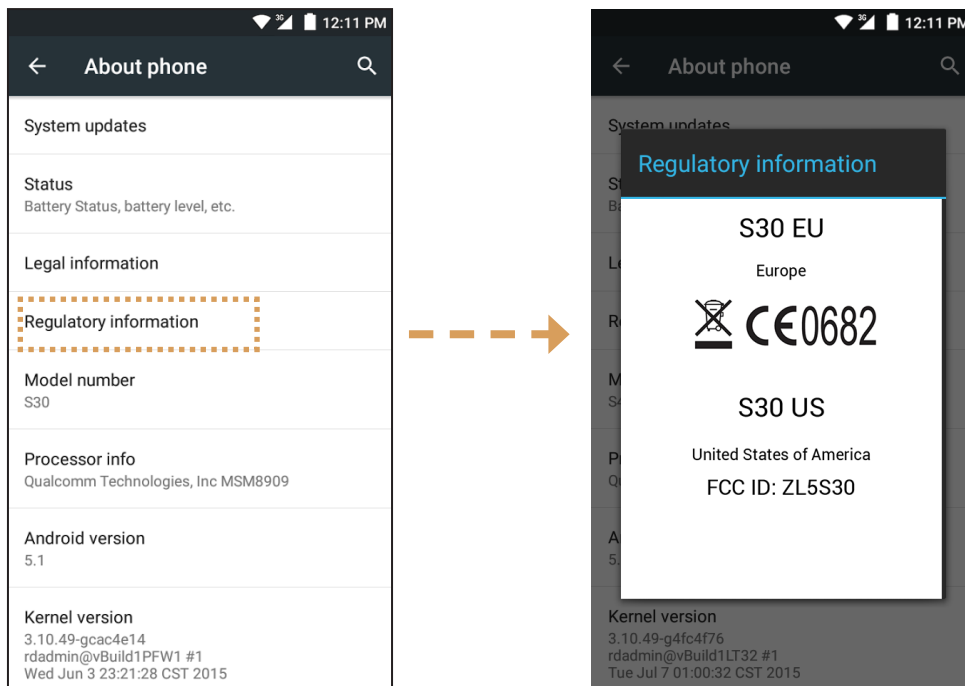 3G 12:11 PM
About phone
System updates
Status
Battery Status, battery level, etc.
Legal information
Regulatory information
Model number
S30
Processor info
Qualcomm Technologies, Inc MSM8909
Android version
5.1
Kernel version
3.10.49-gcac4e14
rdadmin@vBuild1PFW1 #1
Wed Jun 3 23:21:28 CST 2015
3G 12:11 PM
About phone
System updates
Regulatory information
S30 EU
Europe
CE0682
S30 US
United States of America
FCC ID: ZL5S30
Kernel version
3.10.49-g4fc4f76
rdadmin@vBuild1LT32 #1
Tue Jul 7 01:00:32 CST 2015